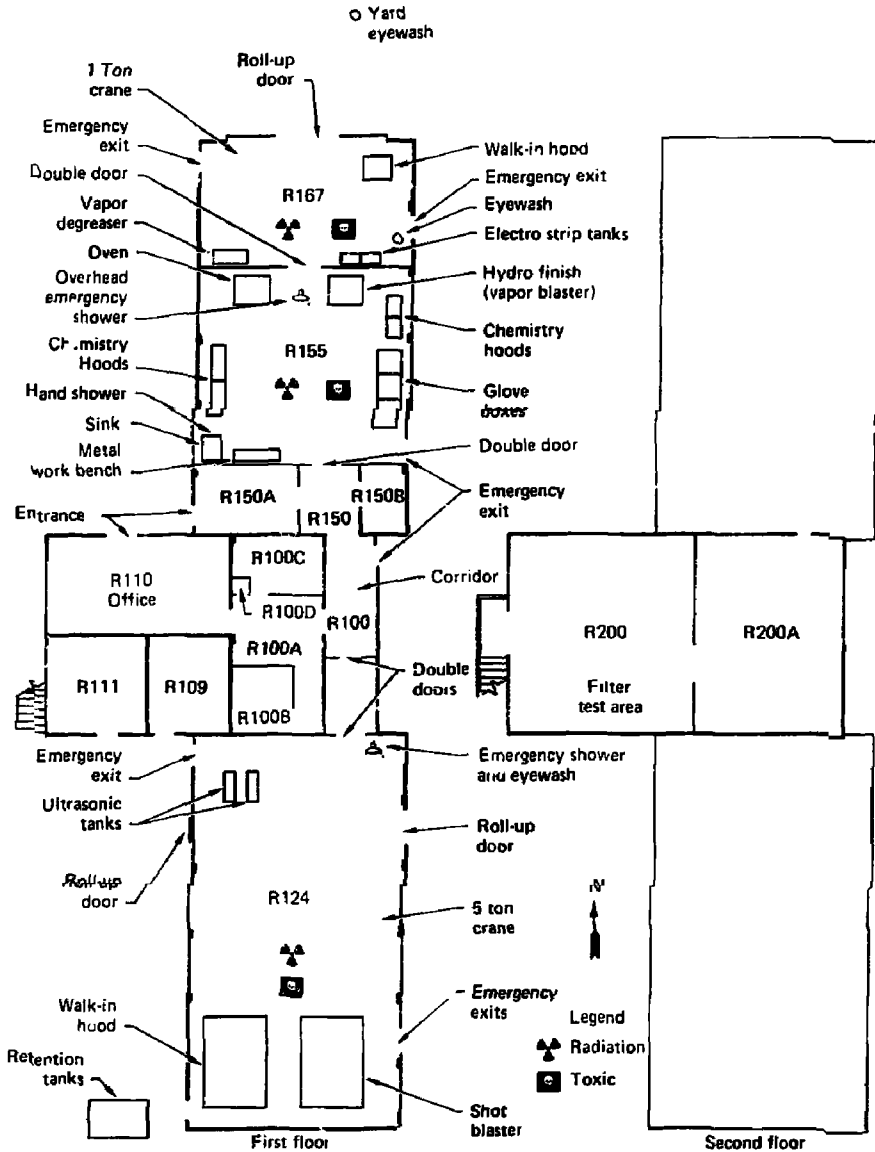 Yard
eyewash
Roll-up
door
1 Ton
crane
Emergency
exit
Double door
Vapor
degreaser
Oven
Overhead
emergency
shower
Chemistry
Hoods
Hand shower
Sink
Metal
work bench
Entrance
Walk-in hood
Emergency exit
Eyewash
Electro strip tanks
Hydro finish
(vapor blaster)
Chemistry
hoods
Glove
boxes
Double door
Emergency
exit
Corridor
R167
R155
R150A
R150B
R150
R110
Office
R100C
R100D
R100
R100A
R111
R109
R100B
Double
doors
R200
R200A
Filter
test area
Emergency
exit
Ultrasonic
tanks
Roll-up
door
Emergency shower
and eyewash
Roll-up
door
R124
5 ton
crane
N
Walk-in
hood
Retention
tanks
Emergency
exits
Shot
blaster
Legend
Radiation
Toxic
First floor
Second floor